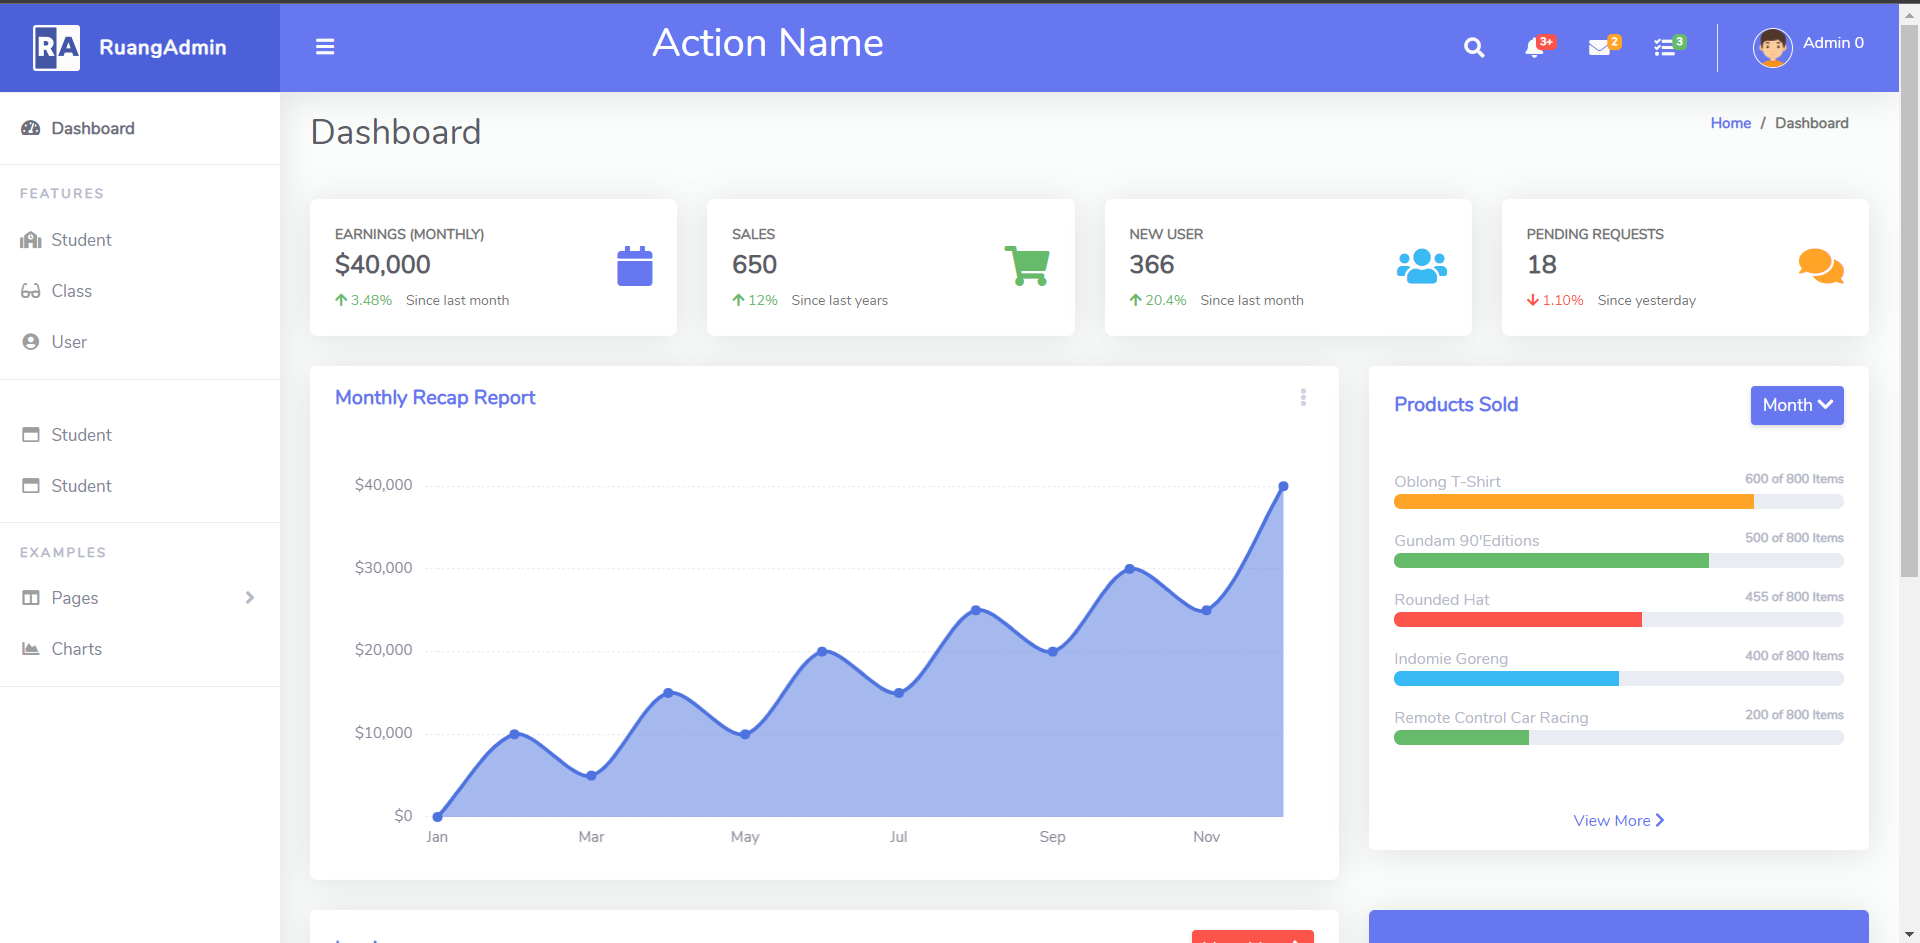 RA RuangAdmin
Action Name
3+
2
3
Admin 0
Dashboard
FEATURES
Student
Class
User
Student
Student
EXAMPLES
Pages
Charts
Dashboard
Home / Dashboard
EARNINGS (MONTHLY)
$40,000
3.48% Since last month
SALES
650
12% Since last years
NEW USER
366
20.4% Since last month
PENDING REQUESTS
18
1.10% Since yesterday
Monthly Recap Report
$40,000
$30,000
$20,000
$10,000
$0
Jan Mar May Jul Sep Nov
Products Sold
Month
Oblong T-Shirt 600 of 800 Items
Gundam 90'Editions 500 of 800 Items
Rounded Hat 455 of 800 Items
Indomie Goreng 400 of 800 Items
Remote Control Car Racing 200 of 800 Items
View More